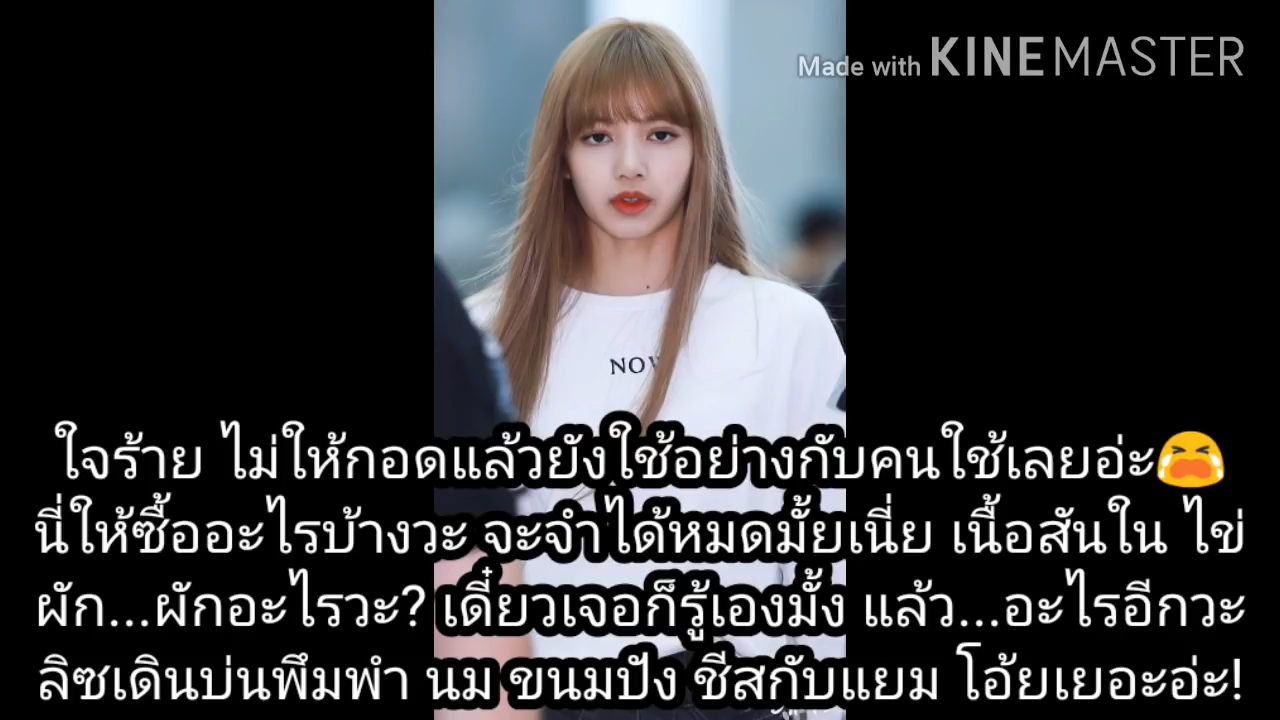 Made with KINEMASTER
NOW
ใจร้าย ไม่ให้กอดแล้วยังใช้อย่างกับคนใช้เลยอ่ะ😭
นี่ให้ซื้ออะไรบ้างวะ จะจำได้หมดมั้ยเนี่ย เนื้อสันใน ไข่
ผัก...ผักอะไรวะ? เดี๋ยวเจอก็รู้เองมั้ง แล้ว...อะไรอีกวะ
ลิซเดินบ่นพึมพำ นม ขนมปัง ชีสกับแยม โอ้ยเยอะอ่ะ!